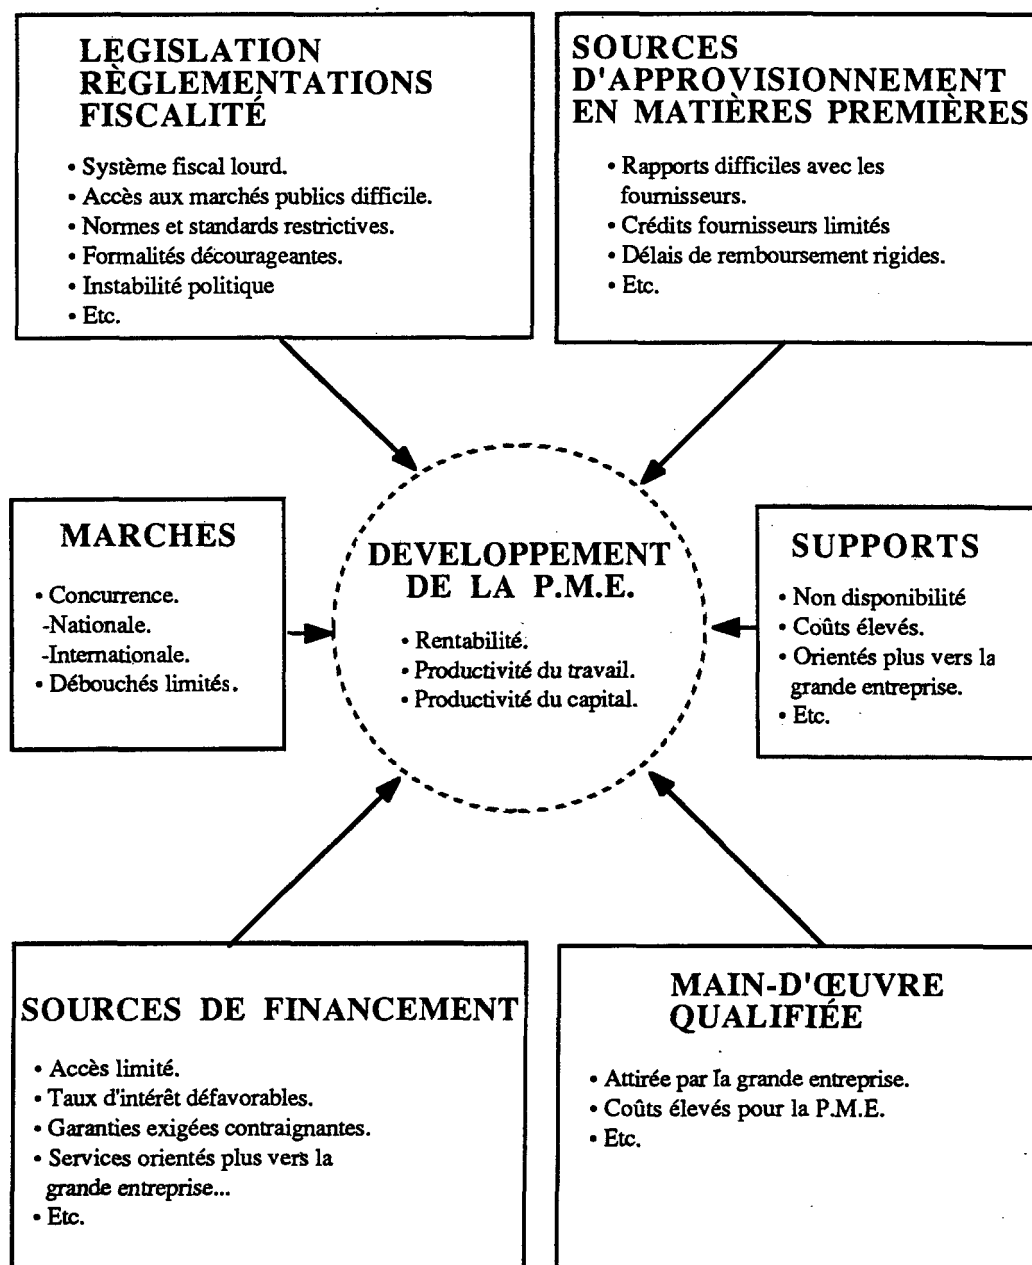 LÉGISLATION
RÈGLEMENTATIONS
FISCALITÉ
• Système fiscal lourd.
• Accès aux marchés publics difficile.
• Normes et standards restrictives.
• Formalités décourageantes.
• Instabilité politique
• Etc.
SOURCES
D'APPROVISIONNEMENT
EN MATIÈRES PREMIÈRES
• Rapports difficiles avec les
fournisseurs.
• Crédits fournisseurs limités
• Délais de remboursement rigides.
• Etc.
MARCHES
• Concurrence.
-Nationale.
-Internationale.
• Débouchés limités.
DEVELOPPEMENT
DE LA P.M.E.
• Rentabilité.
• Productivité du travail.
• Productivité du capital.
SUPPORTS
• Non disponibilité
• Coûts élevés.
• Orientés plus vers la
grande entreprise.
• Etc.
SOURCES DE FINANCEMENT
• Accès limité.
• Taux d'intérêt défavorables.
• Garanties exigées contraignantes.
• Services orientés plus vers la
grande entreprise...
• Etc.
MAIN-D'ŒUVRE
QUALIFIÉE
• Attirée par la grande entreprise.
• Coûts élevés pour la P.M.E.
• Etc.